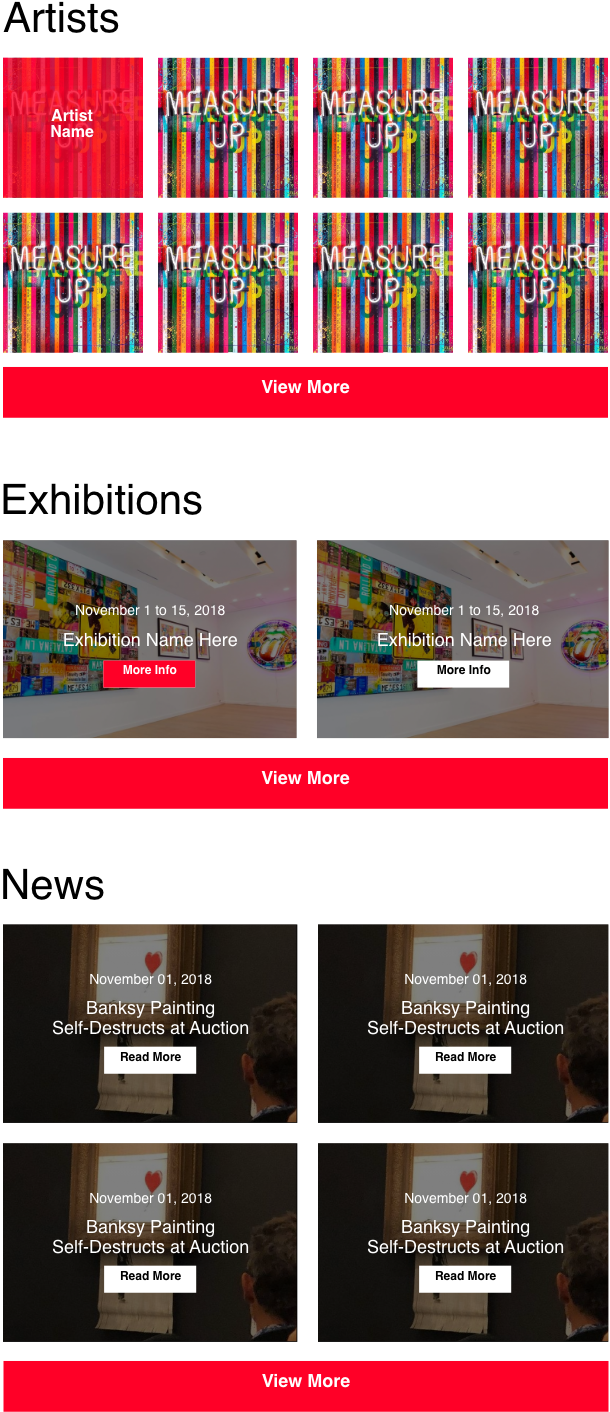 Artists
Artist
Name
MEASURE
UP
MEASURE
UP
MEASURE
UP
MEASURE
UP
MEASURE
UP
MEASURE
UP
MEASURE
UP
MEASURE
UP
View More
Exhibitions
November 1 to 15, 2018
Exhibition Name Here
More Info
November 1 to 15, 2018
Exhibition Name Here
More Info
View More
News
November 01, 2018
Banksy Painting
Self-Destructs at Auction
Read More
November 01, 2018
Banksy Painting
Self-Destructs at Auction
Read More
November 01, 2018
Banksy Painting
Self-Destructs at Auction
Read More
November 01, 2018
Banksy Painting
Self-Destructs at Auction
Read More
View More